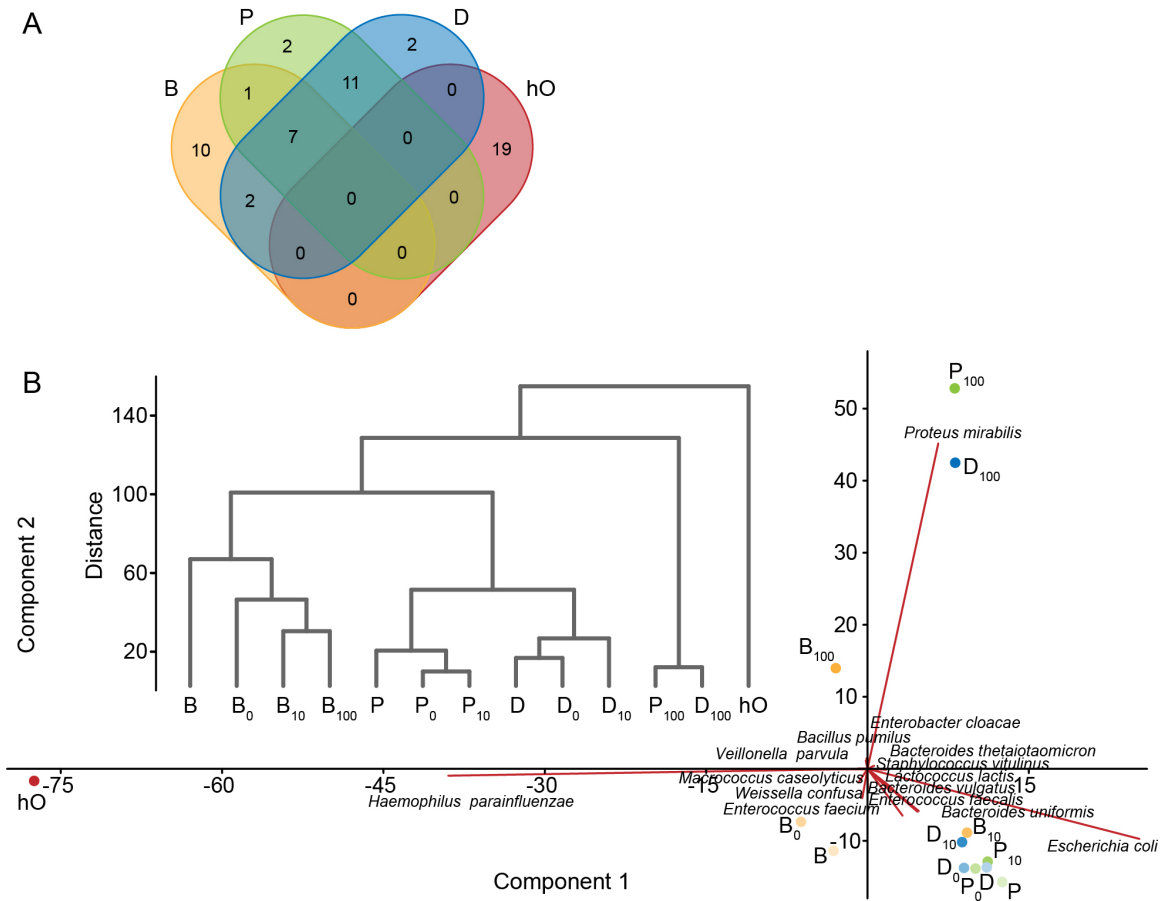 A
P
D
B
hO
2
2
11
0
1
7
0
10
19
2
0
0
0
0
0
B
140
100
60
20
Distance
Component 2
B B₀ B₁₀ B₁₀₀ P P₀ P₁₀ D D₀ D₁₀ P₁₀₀ D₁₀₀ hO
P₁₀₀
50
Proteus mirabilis
D₁₀₀
40
30
20
B₁₀₀
10
Enterobacter cloacae
Bacillus pumilus
Veillonella parvula
Bacteroides thetaiotaomicron
Staphylococcus vitulinus
hO
-75 -60 -45 -30 -15 15
Macrococcus caseolyticus
Lactococcus lactis
Weissella confusa
Bacteroides vulgatus
Haemophilus parainfluenzae
Enterococcus faecalis
Enterococcus faecium
Bacteroides uniformis
B₀
B₁₀
-10
D₁₀
Escherichia coli
B
P₁₀
D₀
P₀
D
P
Component 1